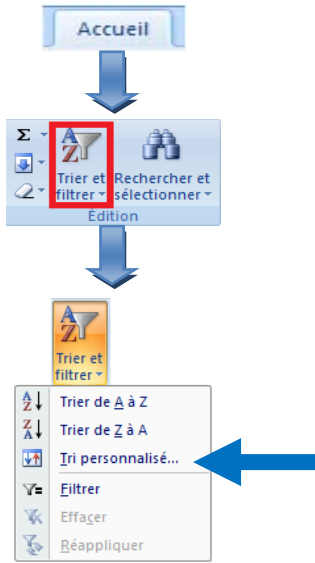 Accueil
Σ
A
Z
Trier et Rechercher et
filtrer sélectionner
Édition
A
Z
Trier et
filtrer
A
Z Trier de A à Z
Z
A Trier de Z à A
Tri personnalisé...
Filtrer
Effacer
Réappliquer